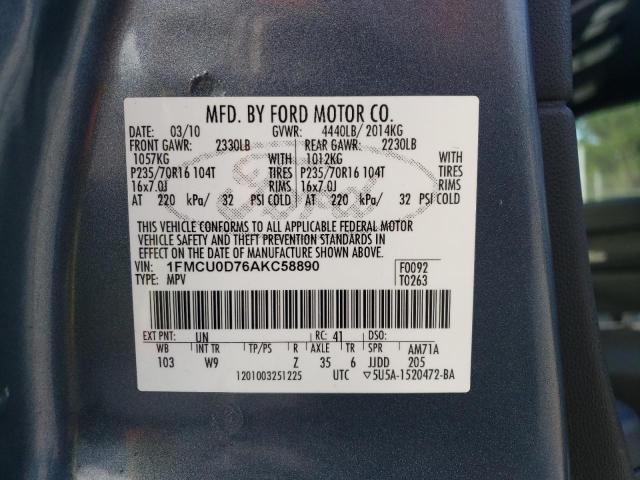 MFD. BY FORD MOTOR CO.
DATE: 03/10 GVWR: 4440LB/ 2014KG
FRONT GAWR: 2330LB REAR GAWR: 2230LB
1057KG WITH 1012KG WITH
P235/70R16 104T TIRES P235/70R16 104T TIRES
16x7.0J RIMS 16x7.0J RIMS
AT 220 kPa/ 32 PSI COLD AT 220 kPa/ 32 PSI COLD
THIS VEHICLE CONFORMS TO ALL APPLICABLE FEDERAL MOTOR
VEHICLE SAFETY AND THEFT PREVENTION STANDARDS IN
EFFECT ON THE DATE OF MANUFACTURE SHOWN ABOVE.
VIN: 1FMCU0D76AKC58890 F0092
TYPE: MPV T0263
EXT PNT: UN RC: 41 DSO:
WB INT TR TP/PS R AXLE TR SPR AM71A
103 W9 Z 35 6 JJDD 205
1201003251225 UTC ▽5U5A-1520472-BA
Ford